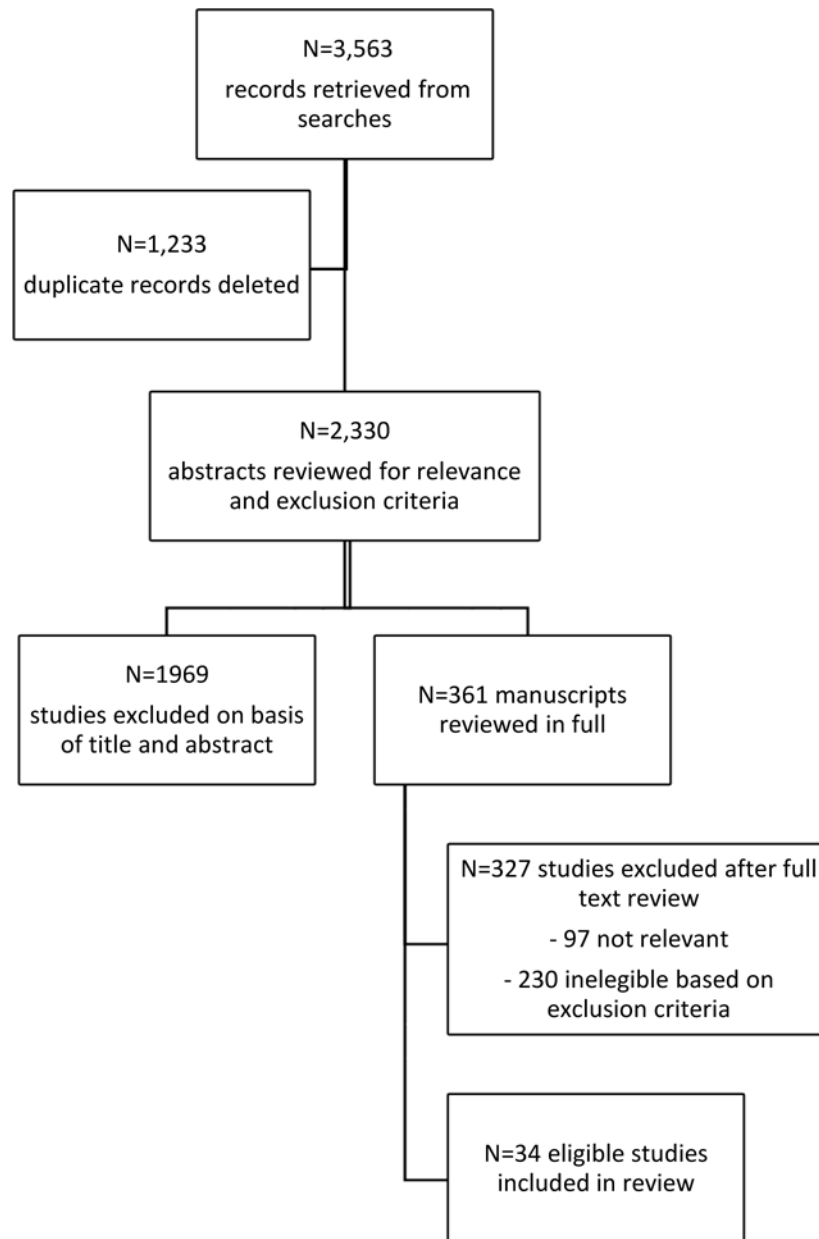 N=3,563
records retrieved from
searches
N=1,233
duplicate records deleted
N=2,330
abstracts reviewed for relevance
and exclusion criteria
N=1969
studies excluded on basis
of title and abstract
N=361 manuscripts
reviewed in full
N=327 studies excluded after full
text review
- 97 not relevant
- 230 inelegible based on
exclusion criteria
N=34 eligible studies
included in review